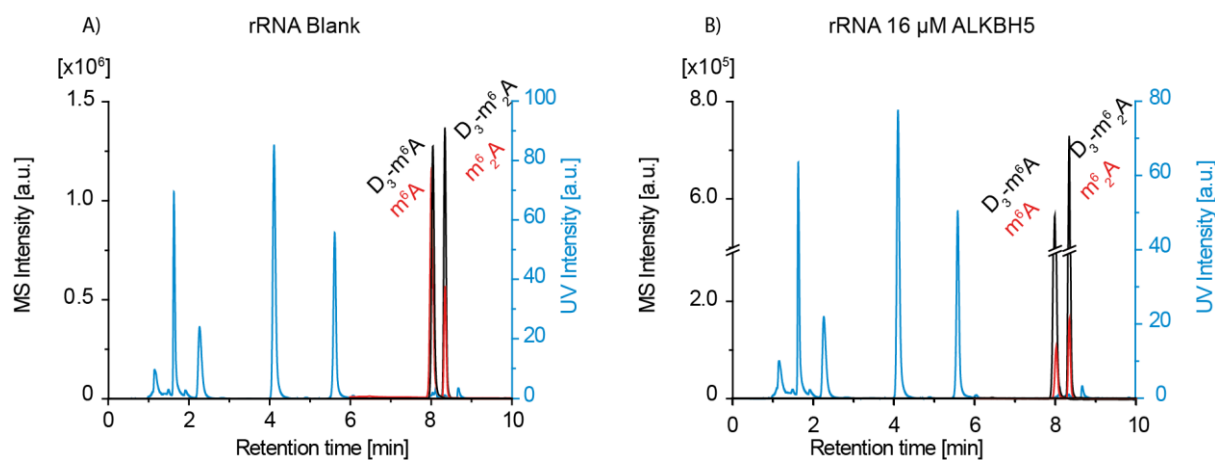 A) rRNA Blank
[x10⁶]
1.5
1.0
0.5
0
MS Intensity [a.u.]
D₃-m⁶A
m⁶A
D₃-m⁶₂A
m⁶₂A
100
80
60
40
20
0
UV Intensity [a.u.]
0 2 4 6 8 10
Retention time [min]
B) rRNA 16 µM ALKBH5
[x10⁵]
8.0
6.0
2.0
0
MS Intensity [a.u.]
D₃-m⁶A
m⁶A
D₃-m⁶₂A
m⁶₂A
80
60
40
20
0
UV Intensity [a.u.]
0 2 4 6 8 10
Retention time [min]